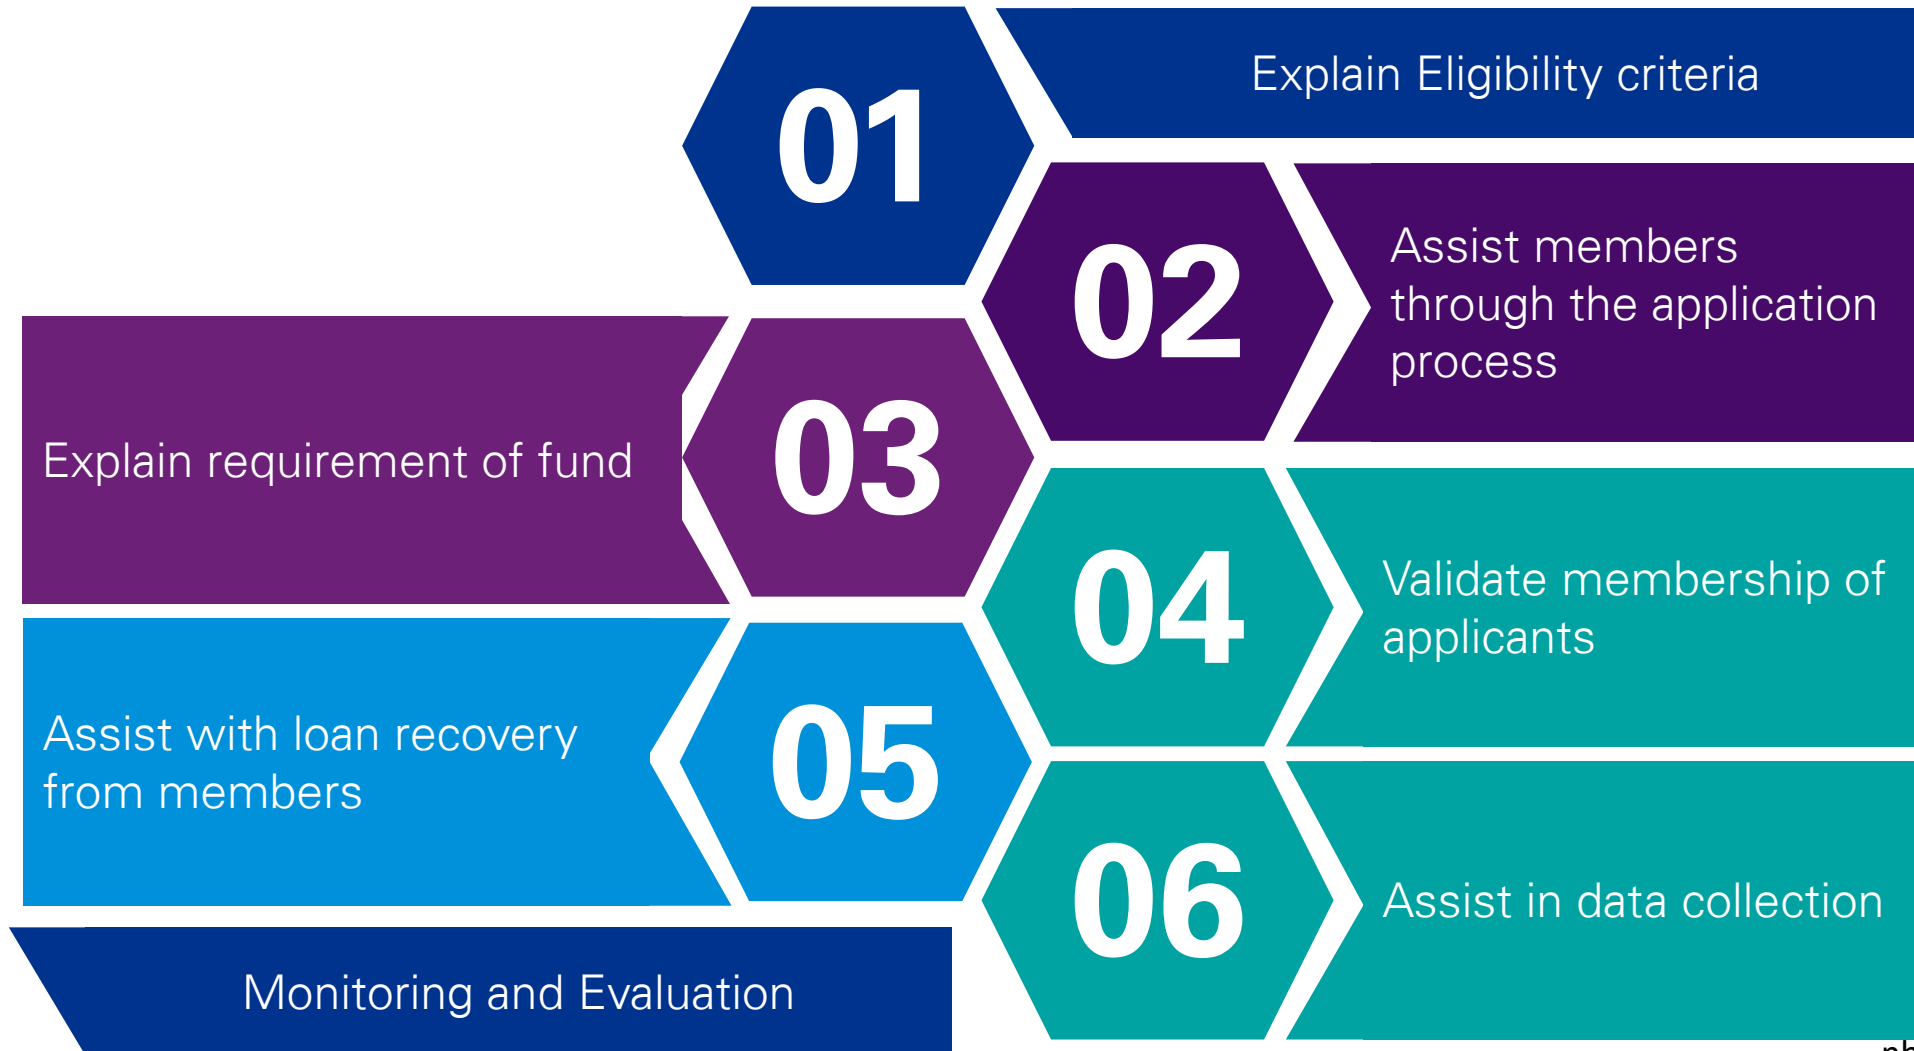 01
Explain Eligibility criteria
02
Assist members
through the application
process
03
Explain requirement of fund
04
Validate membership of
applicants
05
Assist with loan recovery
from members
06
Assist in data collection
Monitoring and Evaluation